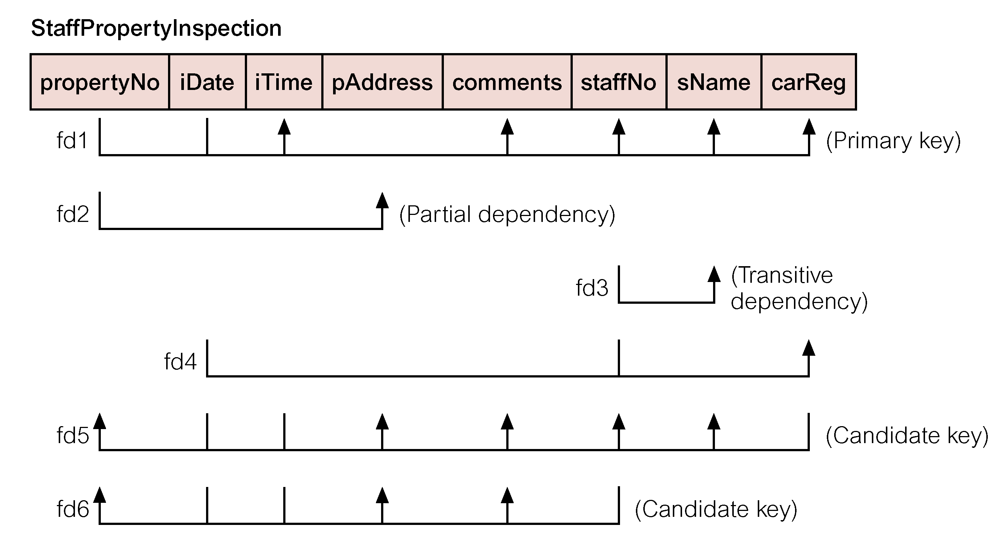 StaffPropertyInspection
propertyNo iDate iTime pAddress comments staffNo sName carReg
fd1 (Primary key)
fd2 (Partial dependency)
fd3 (Transitive
dependency)
fd4
fd5 (Candidate key)
fd6 (Candidate key)